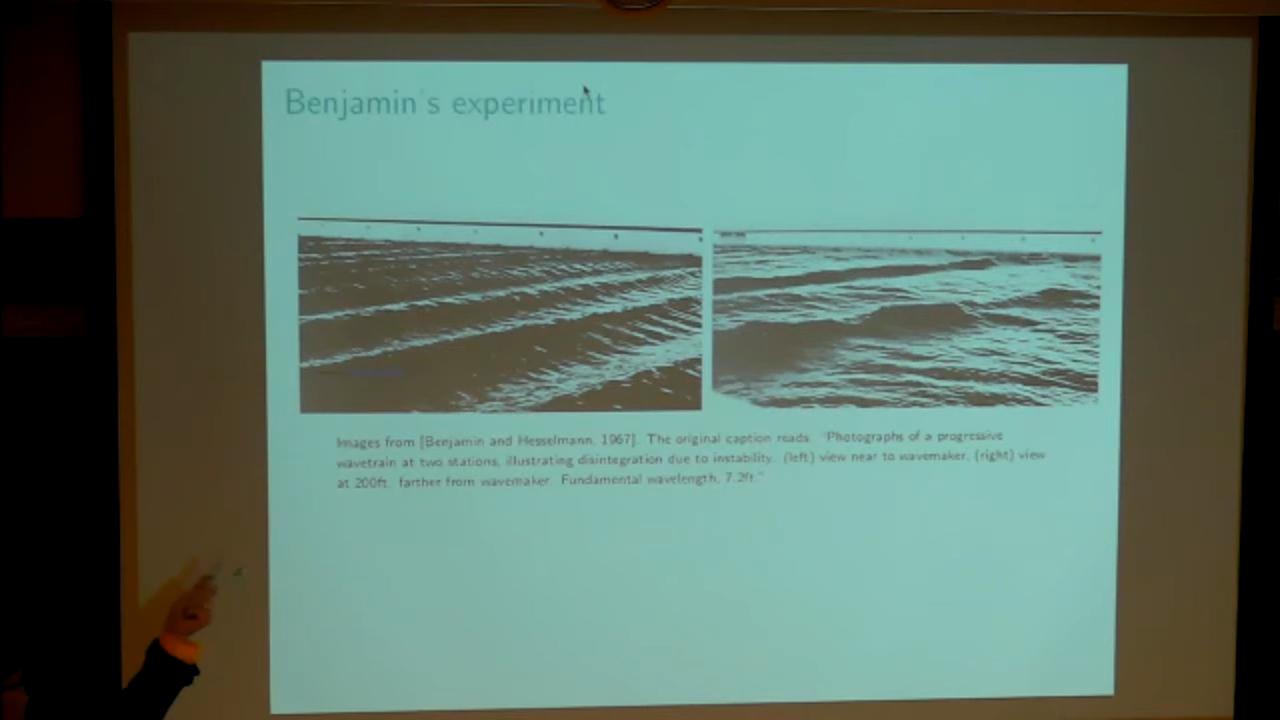 Benjamin's experiment
Images from [Benjamin and Hesselmann, 1967]. The original caption reads: "Photographs of a progressive
wavetrain at two stations, illustrating disintegration due to instability. (left) view near to wavemaker, (right) view
at 200ft. farther from wavemaker. Fundamental wavelength, 7.2ft."